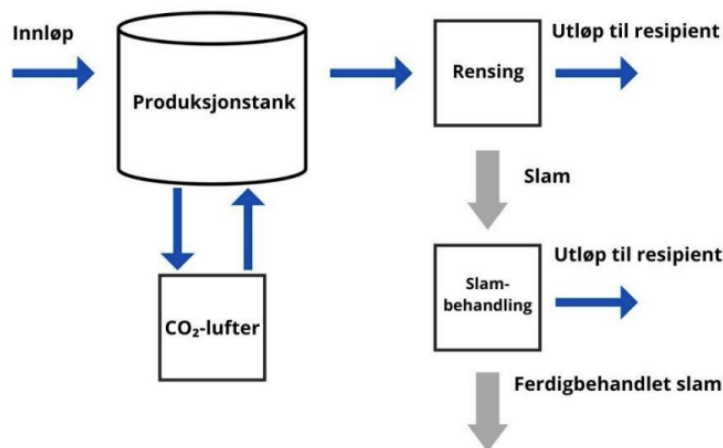 Innløp
Produksjonstank
CO₂-lufter
Rensing
Utløp til resipient
Slam
Slam-
behandling
Utløp til resipient
Ferdigbehandlet slam